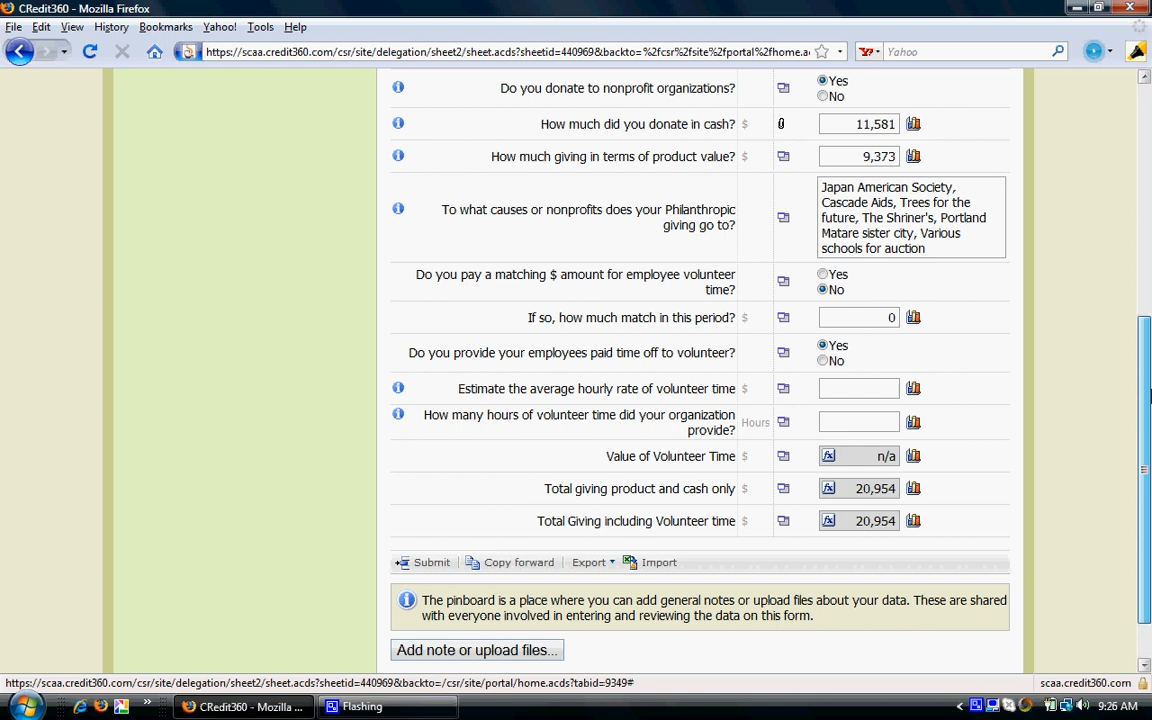 CRedit360 - Mozilla Firefox
File Edit View History Bookmarks Yahoo! Tools Help
https://scaa.credit360.com/csr/site/delegation/sheet2/sheet.acds?sheetid=440969&backto=%2fcsr%2fsite%2fportal%2fhome.ac
Yahoo
Do you donate to nonprofit organizations?
Yes
No
How much did you donate in cash? $ 11,581
How much giving in terms of product value? 9,373
To what causes or nonprofits does your Philanthropic
giving go to?
Japan American Society,
Cascade Aids, Trees for the
future, The Shriner's, Portland
Matare sister city, Various
schools for auction
Do you pay a matching $ amount for employee volunteer
time?
Yes
No
If so, how much match in this period? $ 0
Do you provide your employees paid time off to volunteer?
Yes
No
Estimate the average hourly rate of volunteer time $
How many hours of volunteer time did your organization
provide? Hours
Value of Volunteer Time $ fx n/a
Total giving product and cash only $ fx 20,954
Total Giving including Volunteer time $ fx 20,954
Submit Copy forward Export Import
The pinboard is a place where you can add general notes or upload files about your data. These are shared
with everyone involved in entering and reviewing the data on this form.
Add note or upload files...
https://scaa.credit360.com/csr/site/delegation/sheet2/sheet.acds?sheetid=440969&backto=/csr/site/portal/home.acds?tabid=9349# scaa.credit360.com
CRedit360 - Mozilla ... Flashing 9:26 AM